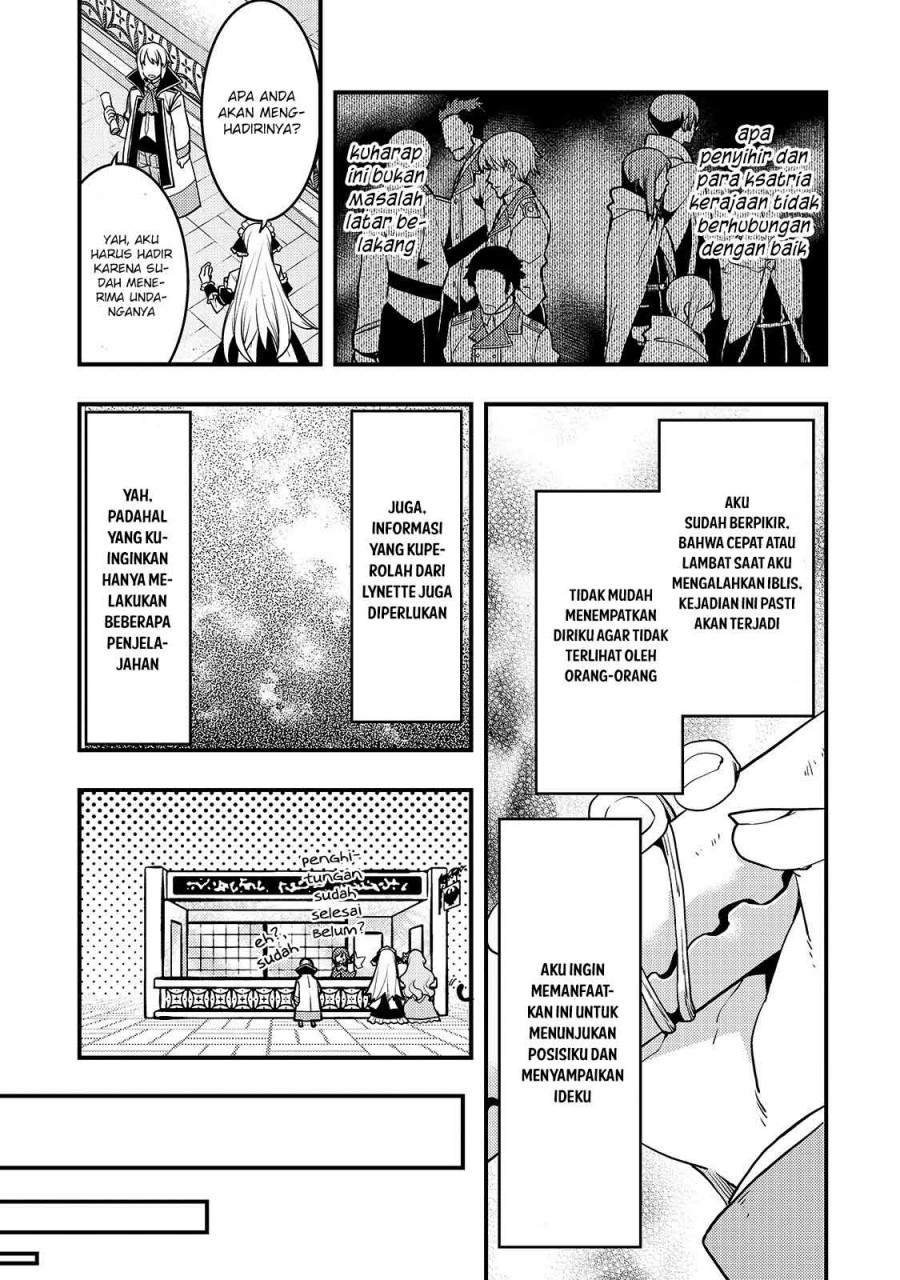 apa
penyihir dan
para ksatria
kerajaan tidak
berhubungan
dengan baik
kuharap
ini bukan
masalah
latar be-
lakang
APA ANDA
AKAN MENG-
HADIRINYA?
YAH, AKU
HARUS HADIR
KARENA SU-
DAH MENE-
RIMA UNDA-
NGANYA
AKU
SUDAH BERPIKIR,
BAHWA CEPAT ATAU
LAMBAT SAAT AKU
MENGALAHKAN IBLIS,
KEJADIAN INI PASTI
AKAN TERJADI
TIDAK MUDAH
MENEMPATKAN
DIRIKU AGAR TIDAK
TERLIHAT OLEH
ORANG-ORANG
AKU INGIN
MEMANFAAT-
KAN INI UNTUK
MENUNJUKAN
POSISIKU DAN
MENYAMPAIKAN
IDEKU
JUGA,
INFORMASI
YANG KUPE-
ROLAH DARI
LYNETTE JUGA
DIPERLUKAN
YAH,
PADAHAL
YANG KU-
INGINKAN
HANYA ME-
LAKUKAN
BEBERAPA
PENJELA-
JAHAN
penghi-
tungan
sudah
selesai
belum?
eh?
sudah